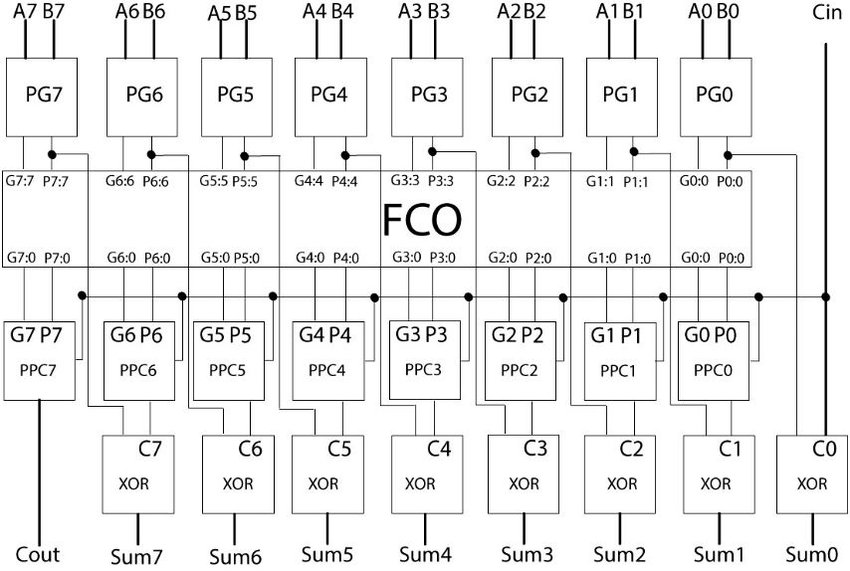 A7 B7 A6 B6 A5 B5 A4 B4 A3 B3 A2 B2 A1 B1 A0 B0 Cin
PG7 PG6 PG5 PG4 PG3 PG2 PG1 PG0
G7:7 P7:7 G6:6 P6:6 G5:5 P5:5 G4:4 P4:4 G3:3 P3:3 G2:2 P2:2 G1:1 P1:1 G0:0 P0:0
FCO
G7:0 P7:0 G6:0 P6:0 G5:0 P5:0 G4:0 P4:0 G3:0 P3:0 G2:0 P2:0 G1:0 P1:0 G0:0 P0:0
G7 P7 G6 P6 G5 P5 G4 P4 G3 P3 G2 P2 G1 P1 G0 P0
PPC7 PPC6 PPC5 PPC4 PPC3 PPC2 PPC1 PPC0
C7 C6 C5 C4 C3 C2 C1 C0
XOR XOR XOR XOR XOR XOR XOR XOR
Cout Sum7 Sum6 Sum5 Sum4 Sum3 Sum2 Sum1 Sum0